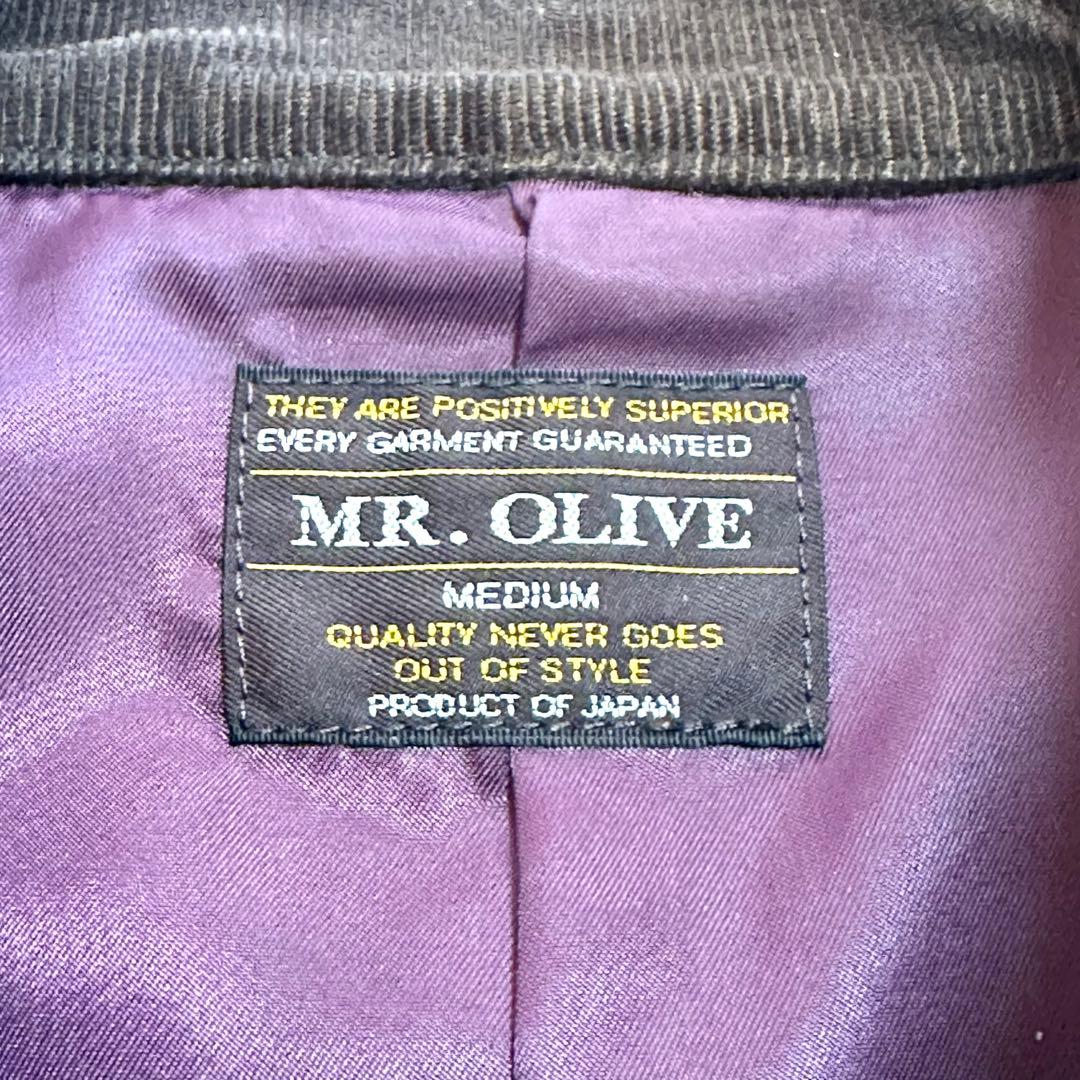 THEY ARE POSITIVELY SUPERIOR
EVERY GARMENT GUARANTEED
MR. OLIVE
MEDIUM
QUALITY NEVER GOES
OUT OF STYLE
PRODUCT OF JAPAN